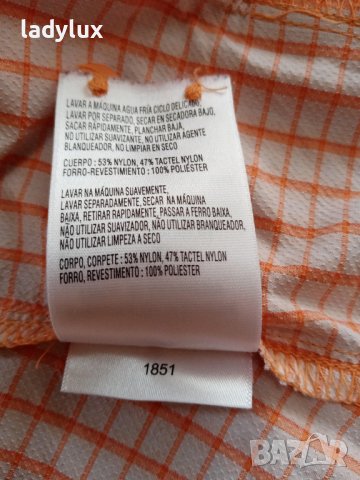 ladylux
LAVAR A MÁQUINA AGUA FRÍA CICLO DELICADO,
LAVAR POR SEPARADO, SECAR EN SECADORA BAJO,
SACAR RÁPIDAMENTE, PLANCHAR BAJA,
NO UTILIZAR SUAVIZANTE, NO UTILIZAR AGENTE
BLANQUEADOR, NO LIMPIAR EN SECO
CUERPO : 53% NYLON, 47% TACTEL NYLON
FORRO-REVESTIMIENTO : 100% POLIÉSTER
LAVAR NA MÁQUINA SUAVEMENTE,
LAVAR SEPARADAMENTE, SECAR NA MÁQUINA
BAIXA, RETIRAR RAPIDAMENTE, PASSAR A FERRO BAIXA,
NÃO UTILIZAR SUAVIZADOR, NÃO UTILIZAR BRANQUEADOR,
NÃO UTILIZAR LIMPEZA A SECO
CORPO, CORPETE : 53% NYLON, 47% TACTEL NYLON
FORRO, REVESTIMENTO : 100% POLIÉSTER
1851
BAZAR